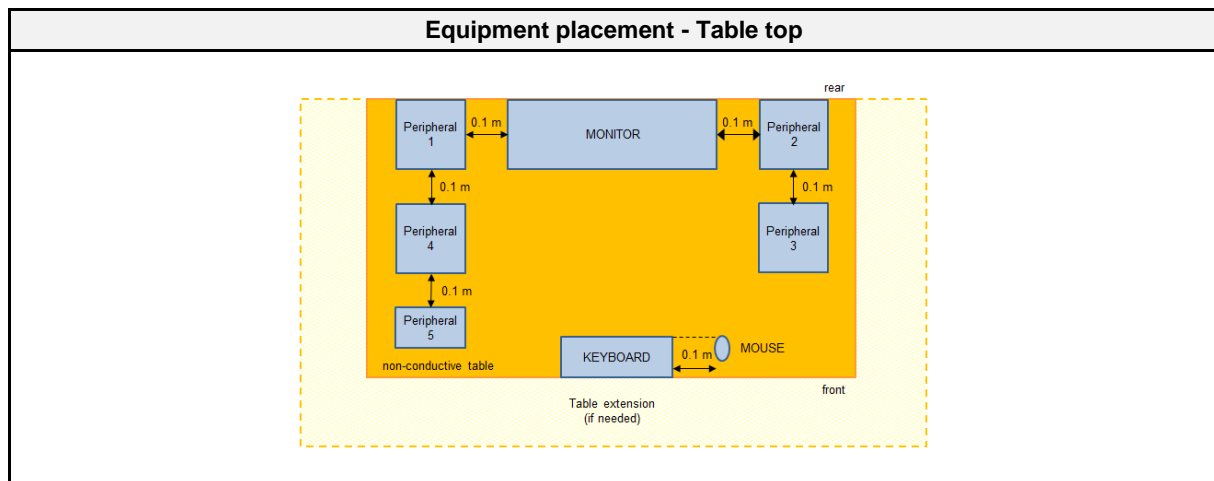 Equipment placement - Table top
rear
Peripheral
1
0.1 m
MONITOR
0.1 m
Peripheral
2
0.1 m
0.1 m
Peripheral
4
Peripheral
3
0.1 m
Peripheral
5
KEYBOARD
0.1 m
MOUSE
non-conductive table
front
Table extension
(if needed)